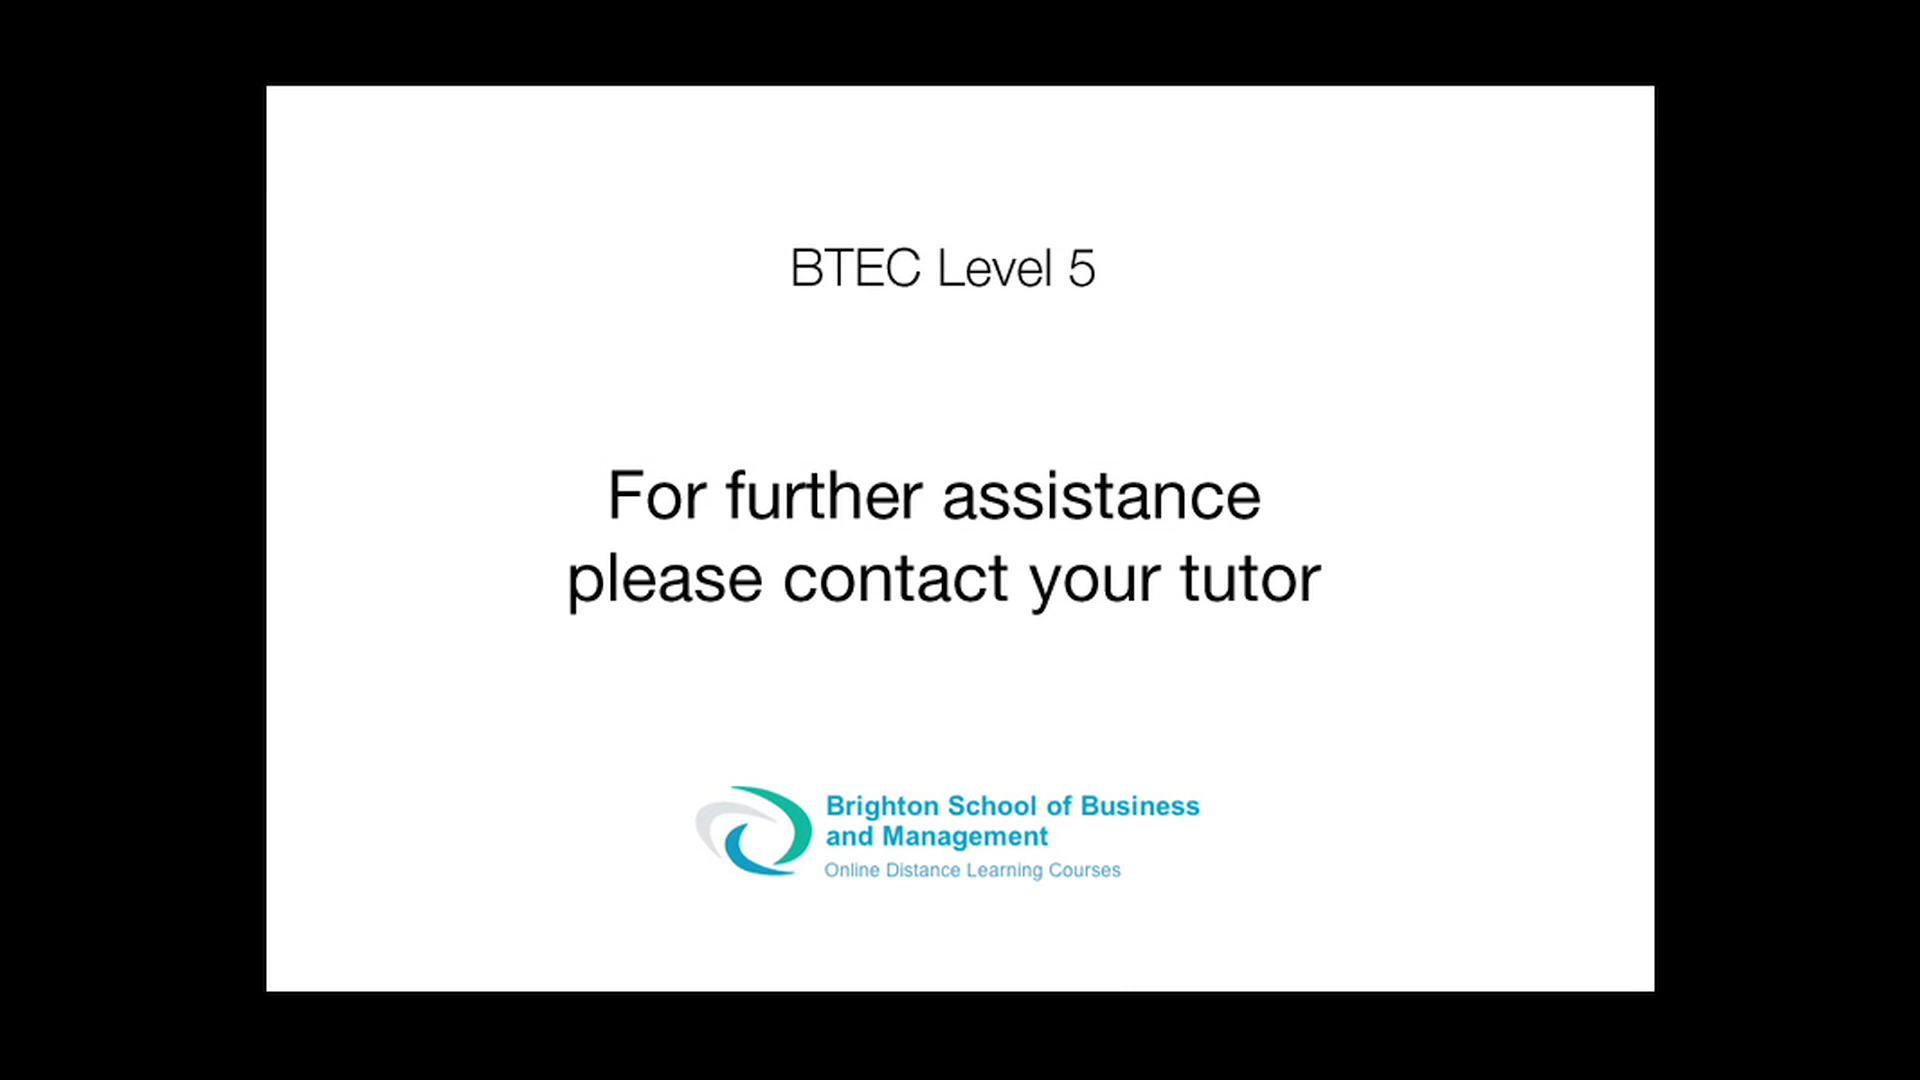 BTEC Level 5
For further assistance
please contact your tutor
Brighton School of Business
and Management
Online Distance Learning Courses